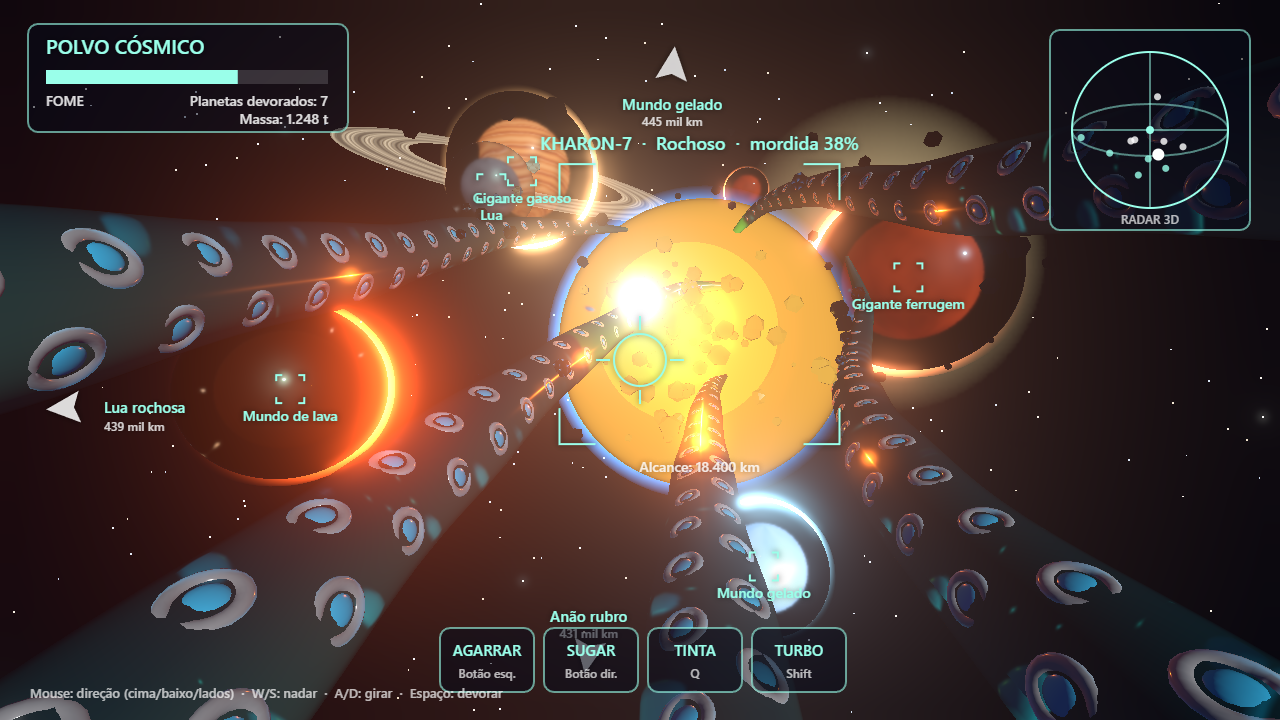 POLVO CÓSMICO
FOME
Planetas devorados: 7
Massa: 1.248 t
Mundo gelado
445 mil km
KHARON-7 · Rochoso · mordida 38%
RADAR 3D
Gigante gasoso
Lua
Gigante ferrugem
Lua rochosa
439 mil km
Mundo de lava
Alcance: 18.400 km
Mundo gelado
Anão rubro
431 mil km
AGARRAR
Botão esq.
SUGAR
Botão dir.
TINTA
Q
TURBO
Shift
Mouse: direção (cima/baixo/lados) · W/S: nadar · A/D: girar · Espaço: devorar